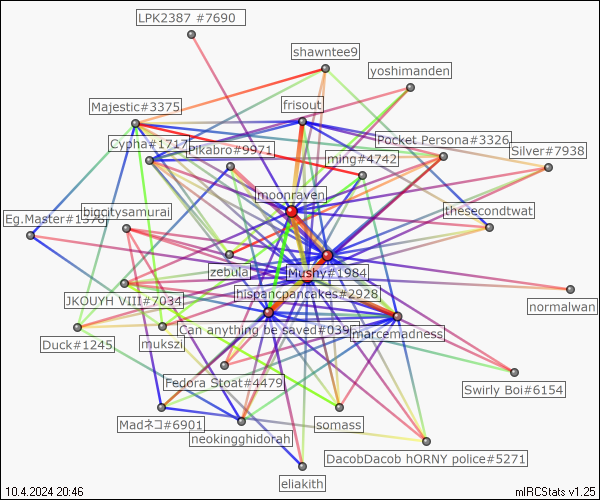 LPK2387 #7690
shawntee9
yoshimanden
Majestic#3375
frisout
Cypha#1717
Pikabro#9971
Pocket Persona#3326
ming#4742
Silver#7938
moonraven
bigcitysamurai
thesecondtwat
zebula
Mushy#1984
hispancpancakes#2928
JKOUYH VIII#7034
normalwan
Can anything be saved#039
marcemadness
Duck#1245
mukszi
Fedora Stoat#4479
Swirly Boi#6154
Madネコ#6901
somass
neokingghidorah
DacobDacob hORNY police#5271
eliakith
10.4.2024 20:46
mIRCStats v1.25